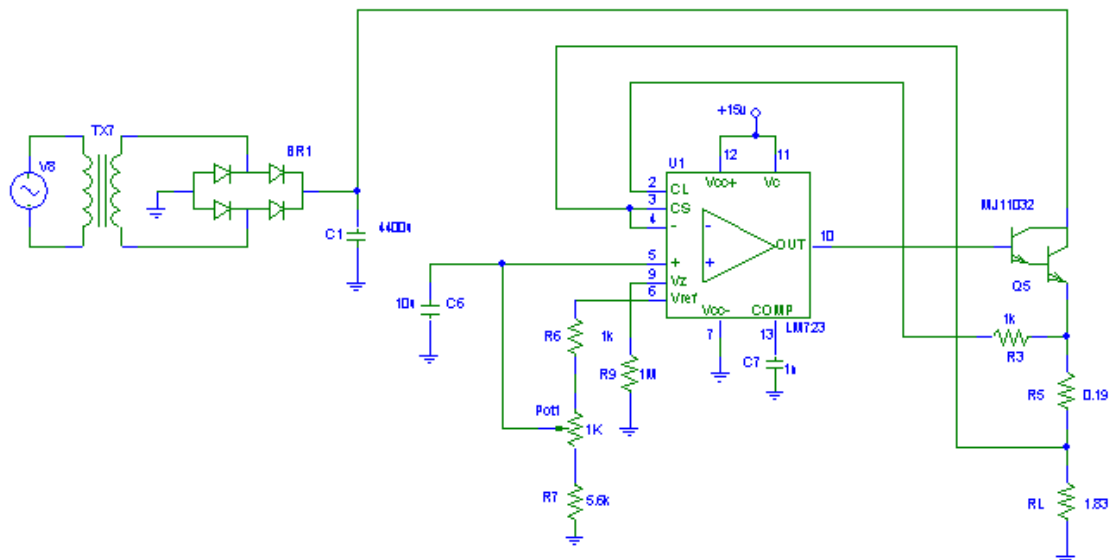 +15v
TX7
BR1
U1
12
11
V8
2
CL
Vcc+
Vc
3
CS
4
-
-
MJ11032
OUT
10
C1
4400u
5
+
+
9
Vz
Q5
10u
C6
6
Vref
Vcc-
COMP
LM723
R6
1k
7
13
1k
R3
C7
1u
R9
1M
R5
0.19
Pot1
1K
R7
5.6k
RL
1.83